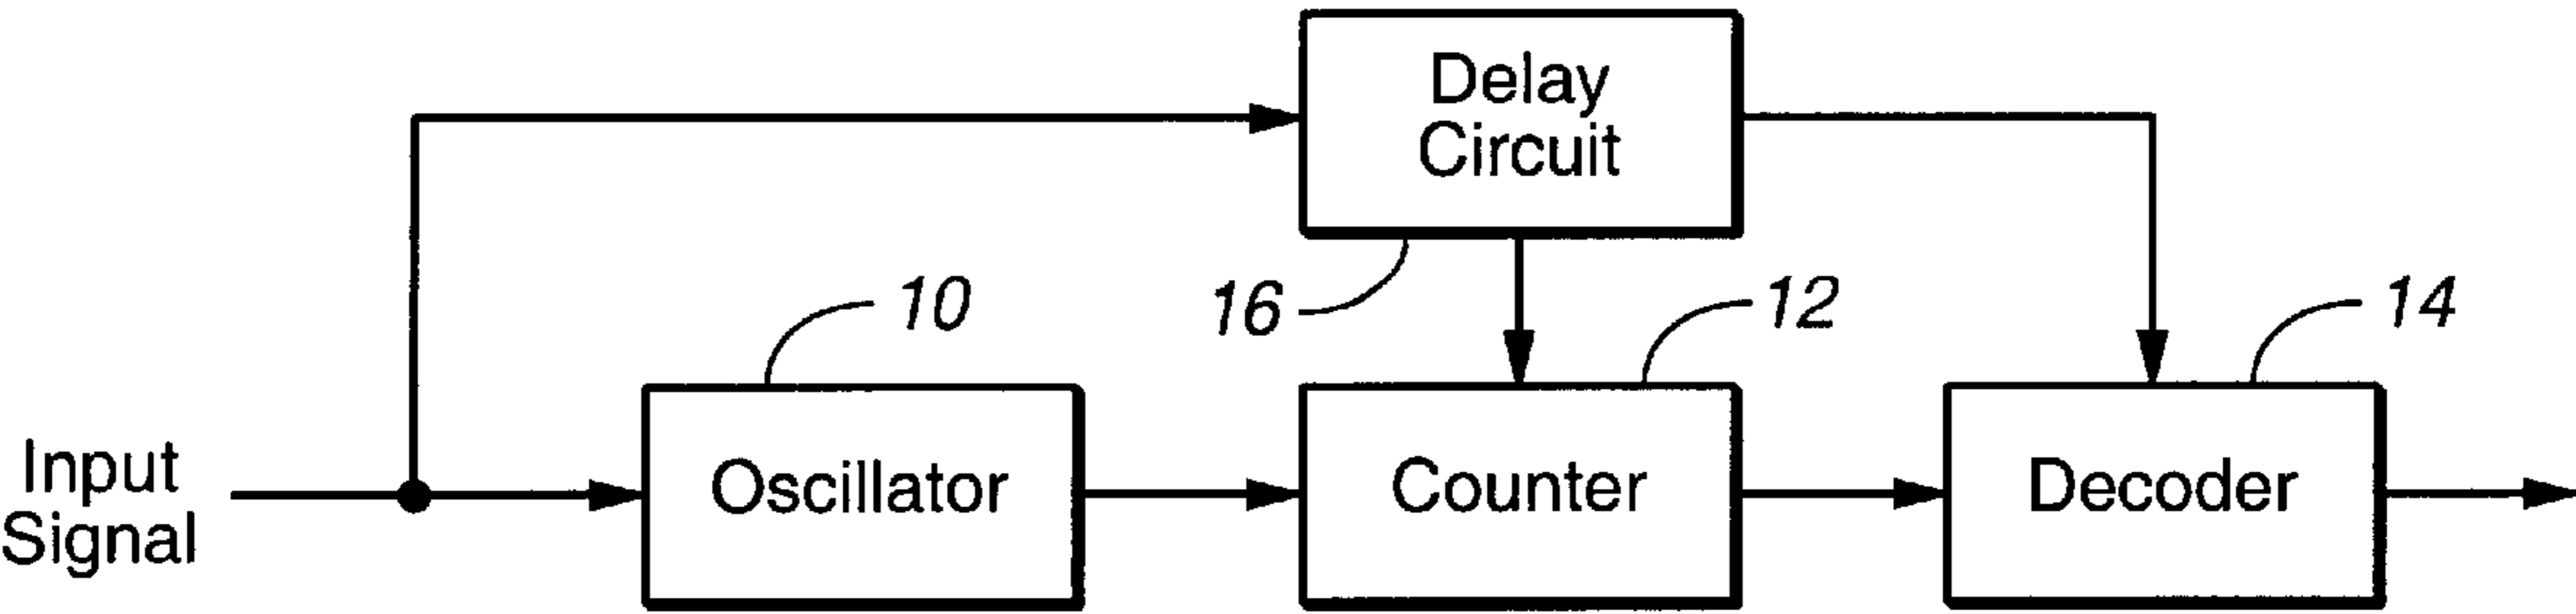 Delay
Circuit
10
16
12
14
Input
Signal
Oscillator
Counter
Decoder